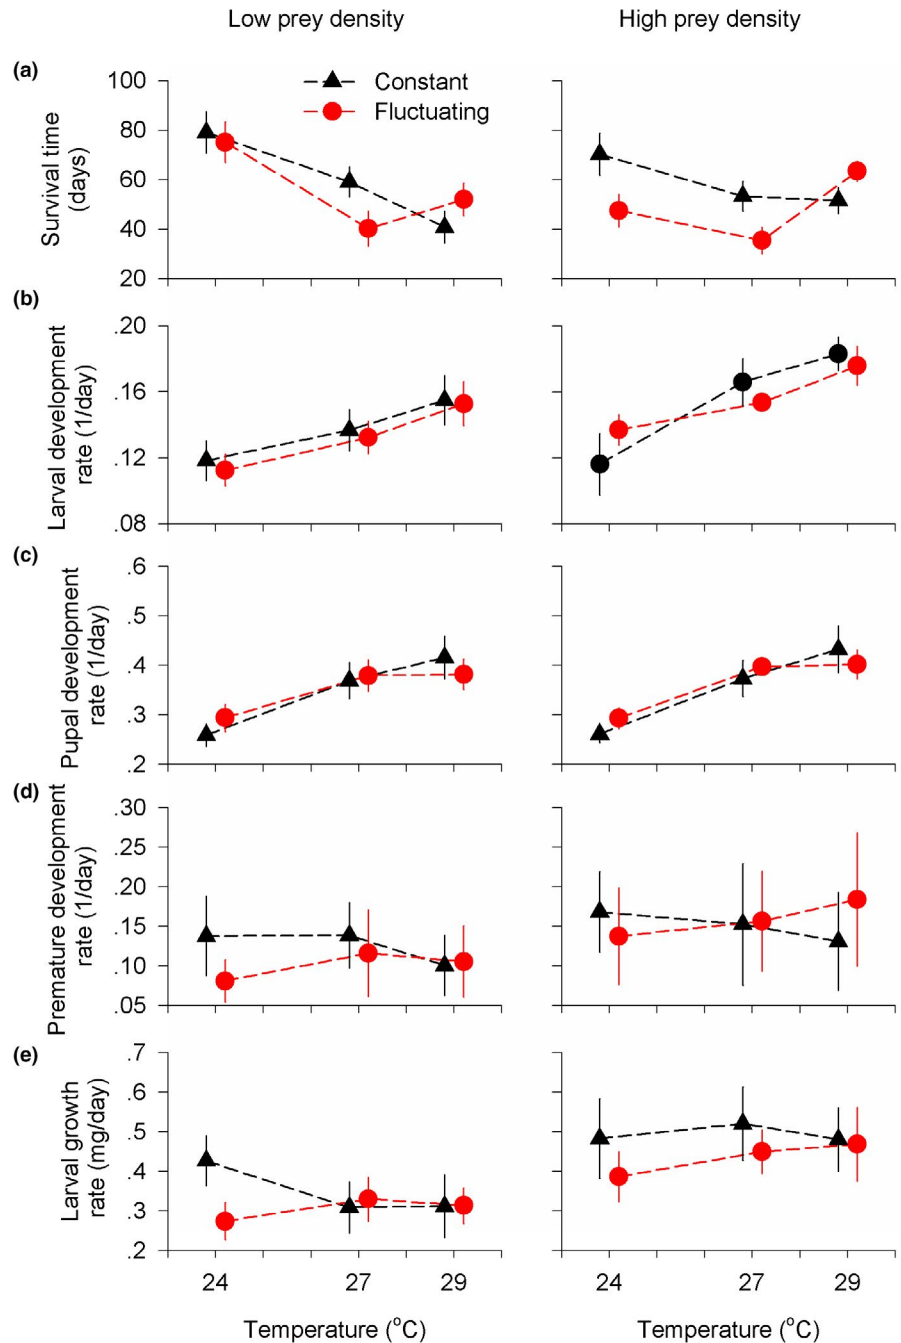 Low prey density
High prey density
(a)
Survival time
(days)
100
80
60
40
20
Constant
Fluctuating
(b)
Larval development
rate (1/day)
.20
.16
.12
.08
(c)
Pupal development
rate (1/day)
.6
.5
.4
.3
.2
(d)
Premature development
rate (1/day)
.30
.25
.20
.15
.10
.05
(e)
Larval growth
rate (mg/day)
.7
.6
.5
.4
.3
.2
24 27 29
24 27 29
Temperature (°C)
Temperature (°C)